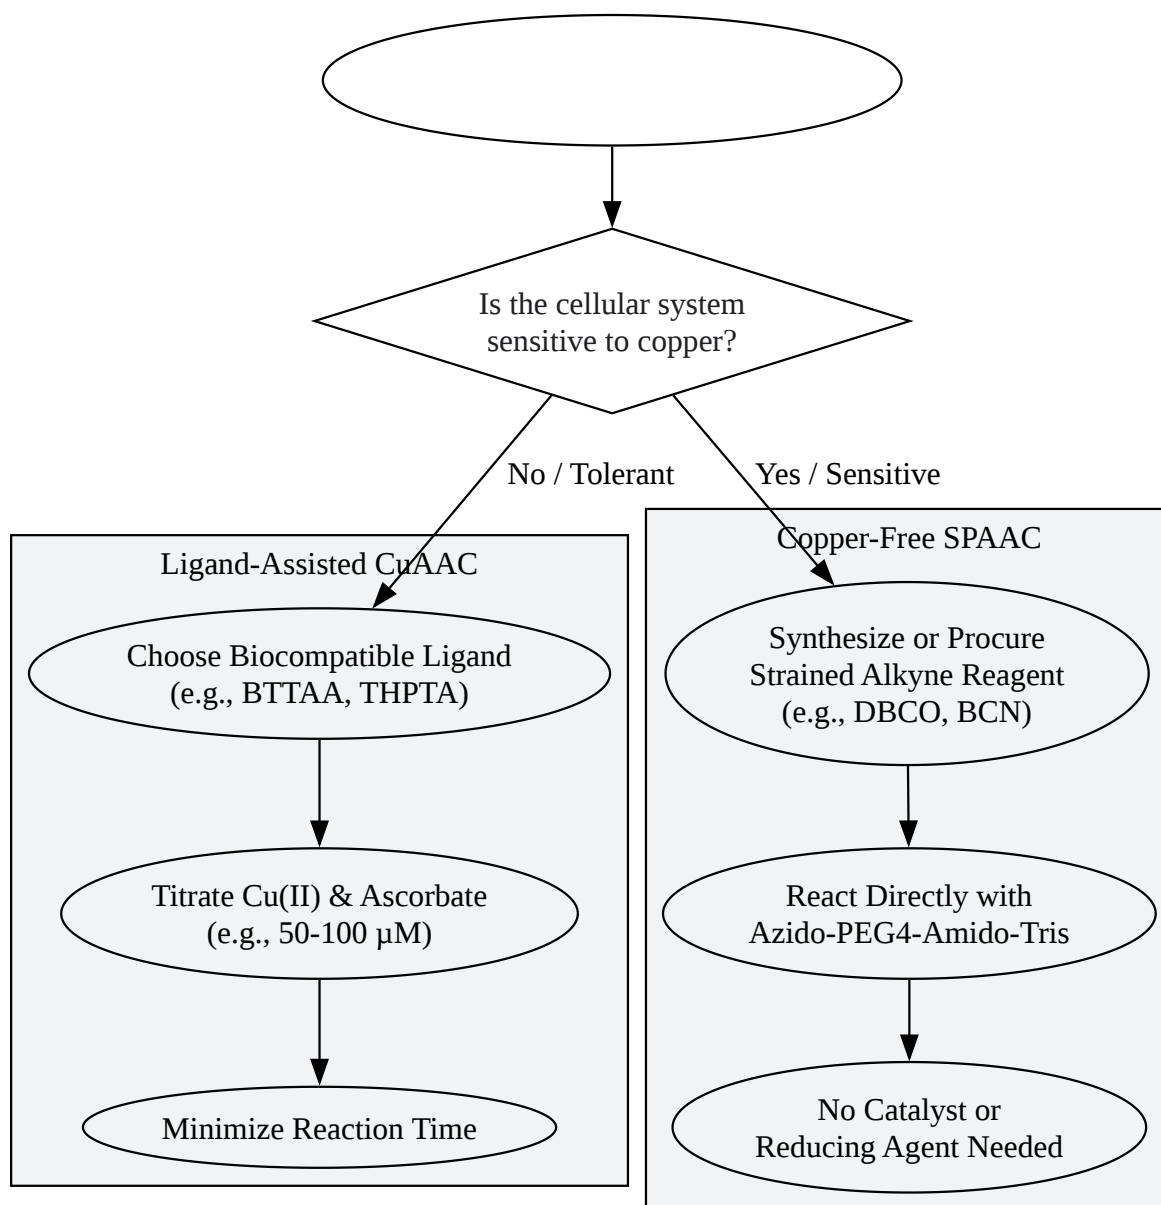 Is the cellular system
sensitive to copper?
No / Tolerant
Yes / Sensitive
Ligand-Assisted CuAAC
Choose Biocompatible Ligand
(e.g., BTTAA, THPTA)
Titrate Cu(II) & Ascorbate
(e.g., 50-100 µM)
Minimize Reaction Time
Copper-Free SPAAC
Synthesize or Procure
Strained Alkyne Reagent
(e.g., DBCO, BCN)
React Directly with
Azido-PEG4-Amido-Tris
No Catalyst or
Reducing Agent Needed